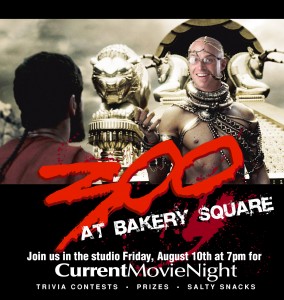 300
AT BAKERY SQUARE
Join us in the studio Friday, August 10th at 7pm for
CurrentMovieNight
TRIVIA CONTESTS • PRIZES • SALTY SNACKS